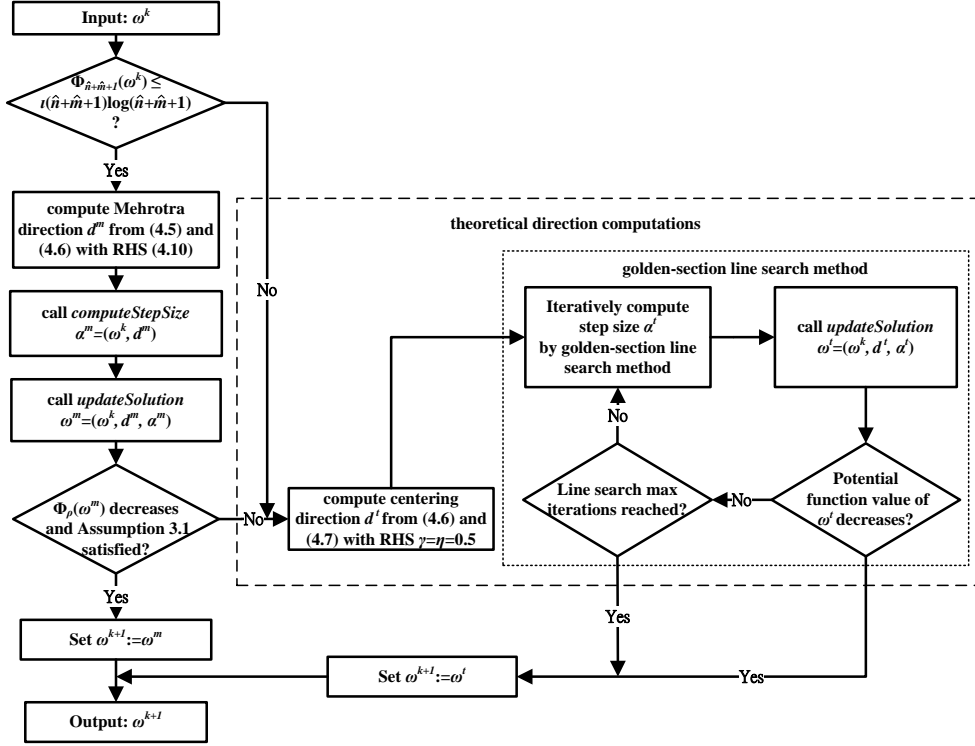 Input: ω^k
Φ_{n̂+m̂+1}(ω^k) ≤
ι(n̂+m̂+1)log(n̂+m̂+1)
?
Yes
No
compute Mehrotra
direction d^m from (4.5) and
(4.6) with RHS (4.10)
call computeStepSize
α^m=(ω^k, d^m)
call updateSolution
ω^m=(ω^k, d^m, α^m)
Φ_ρ(ω^m) decreases
and Assumption 3.1
satisfied?
No
Yes
Set ω^{k+1}:=ω^m
Output: ω^{k+1}
theoretical direction computations
compute centering
direction d^t from (4.6) and
(4.7) with RHS γ=η=0.5
golden-section line search method
Iteratively compute
step size α^t
by golden-section line
search method
call updateSolution
ω^t=(ω^k, d^t, α^t)
Potential
function value of
ω^t decreases?
No
Line search max
iterations reached?
No
Yes
Yes
Set ω^{k+1}:=ω^t